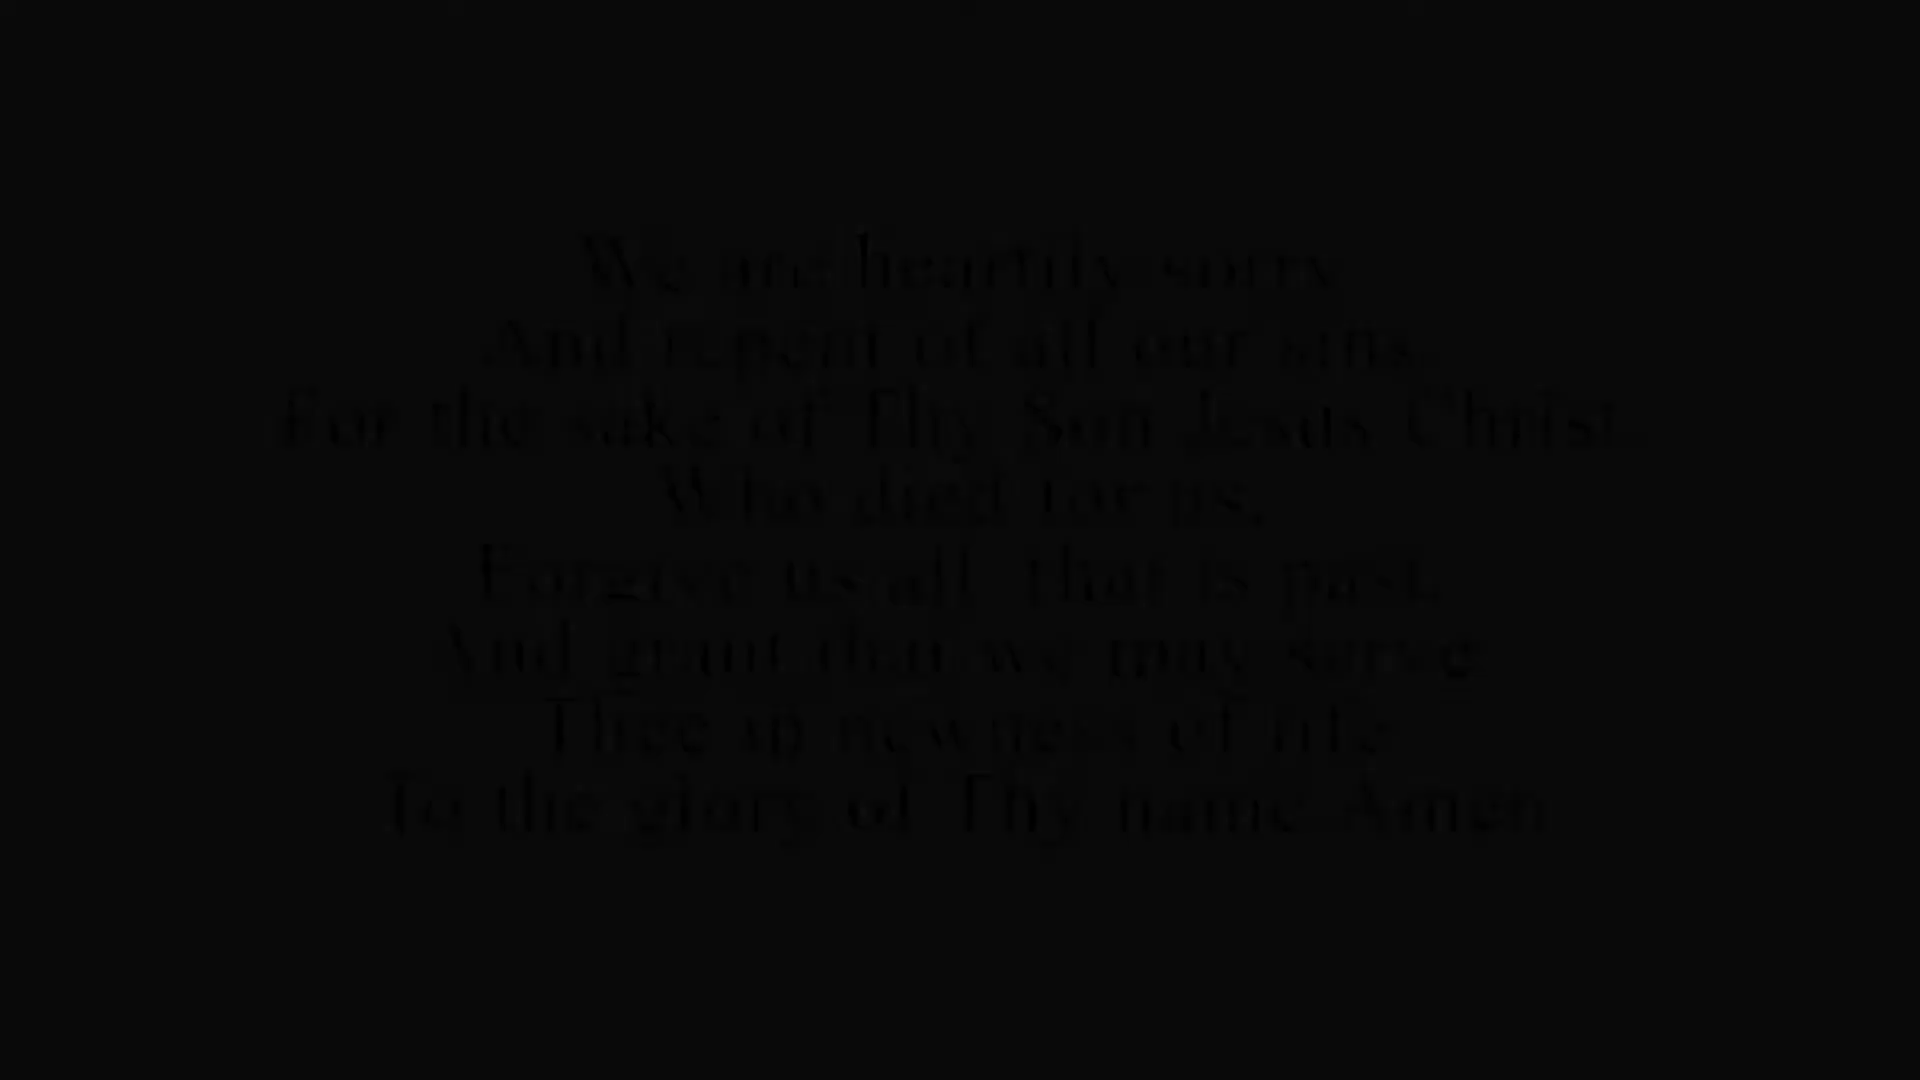 We are heartily sorry
And repent of all our sins.
For the sake of Thy Son Jesus Christ
Who died for us,
Forgive us all that is past.
And grant that we may serve
Thee in newness of life
To the glory of Thy name Amen